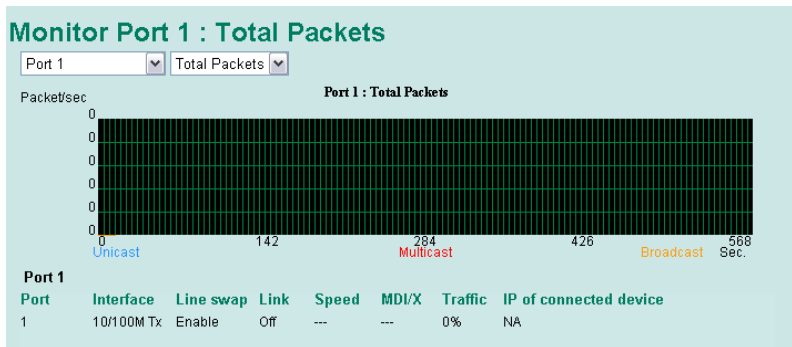 Monitor Port 1 : Total Packets
Port 1 Total Packets
Port 1 : Total Packets
Packet/sec
0
0
0
0
0
0
0 142 284 426 568
Unicast Multicast Broadcast Sec.
Port 1
Port Interface Line swap Link Speed MDI/X Traffic IP of connected device
1 10/100M Tx Enable Off --- --- 0% NA